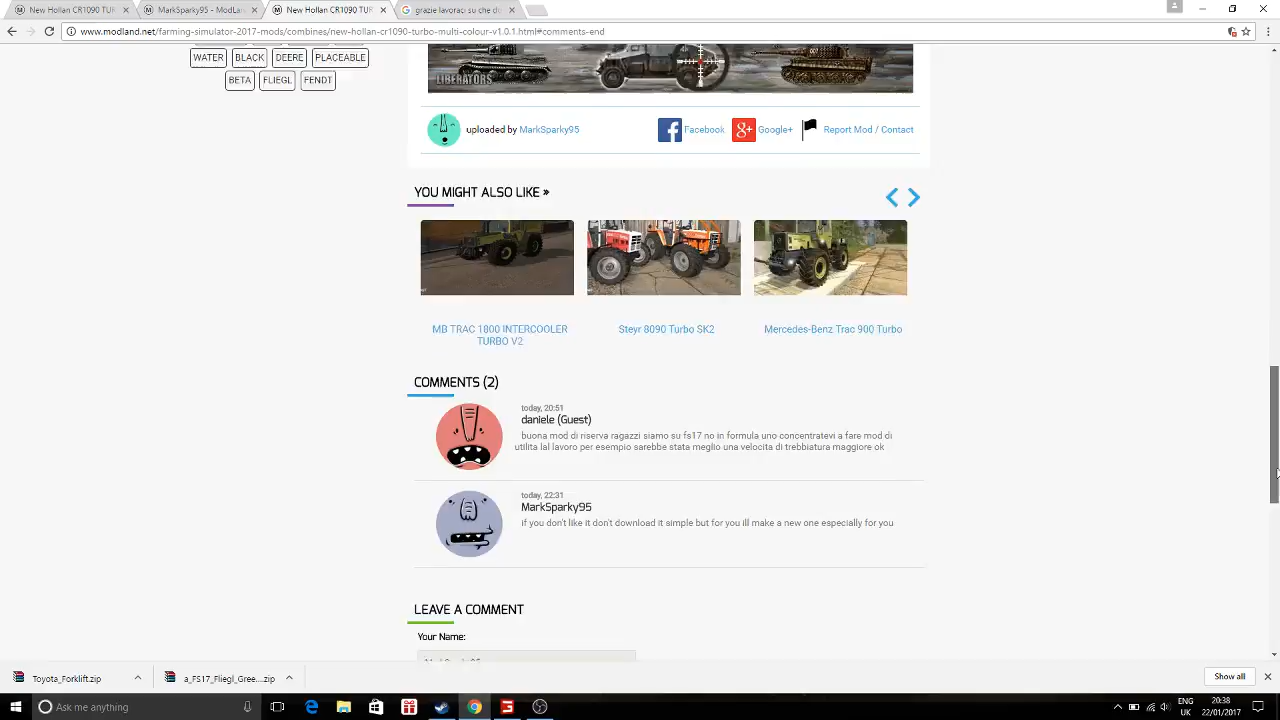 New Hollan CR1090 TUR
MarkSparky95 - ModLan
New Hollan CR1090 TUR
grazie lavoraci su che di
www.modland.net/farming-simulator-2017-mods/combines/new-hollan-cr1090-turbo-multi-colour-v1.0.1.html#comments-end
WATER BLACK DEERE PLACEABLE
BETA FLIEGL FENDT
LIBERATORS
uploaded by MarkSparky95 Facebook Google+ Report Mod / Contact
YOU MIGHT ALSO LIKE »
MB TRAC 1800 INTERCOOLER
TURBO V2
Steyr 8090 Turbo SK2
Mercedes-Benz Trac 900 Turbo
COMMENTS (2)
today, 20:51
daniele (Guest)
buona mod di riserva ragazzi siamo su fs17 no in formula uno concentratevi a fare mod di
utilita lal lavoro per esempio sarebbe stata meglio una velocita di trebbiatura maggiore ok
today, 22:31
MarkSparky95
if you don't like it don't download it simple but for you ill make a new one especially for you
LEAVE A COMMENT
Your Name:
Toyota_Forklift.zip
a_FS17_Fliegl_Gree....zip
Show all
Ask me anything
ENG
UK
20:38
22/01/2017